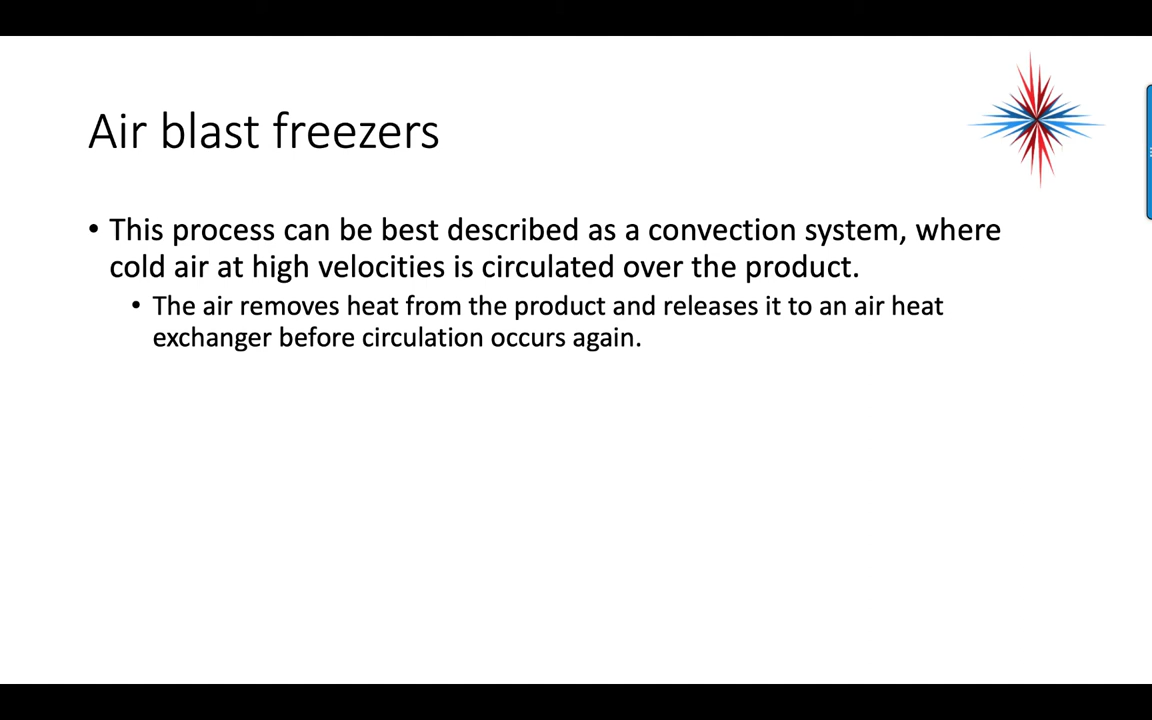 Air blast freezers
• This process can be best described as a convection system, where
cold air at high velocities is circulated over the product.
• The air removes heat from the product and releases it to an air heat
exchanger before circulation occurs again.